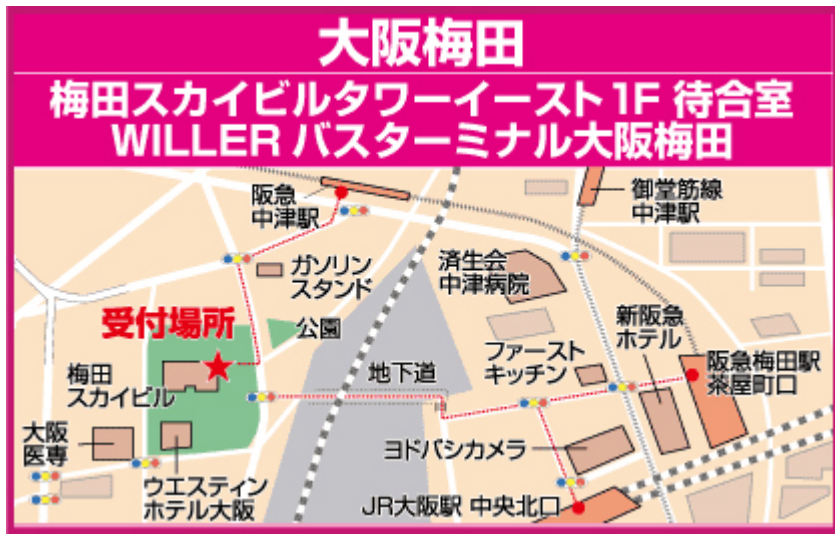 大阪梅田
梅田スカイビルタワーイースト1F 待合室
WILLER バスターミナル大阪梅田
阪急
中津駅
御堂筋線
中津駅
ガソリン
スタンド
済生会
中津病院
受付場所
公園
新阪急
ホテル
梅田
スカイビル
地下道
ファースト
キッチン
阪急梅田駅
茶屋町口
大阪
医専
ヨドバシカメラ
ウエスティン
ホテル大阪
JR大阪駅 中央北口